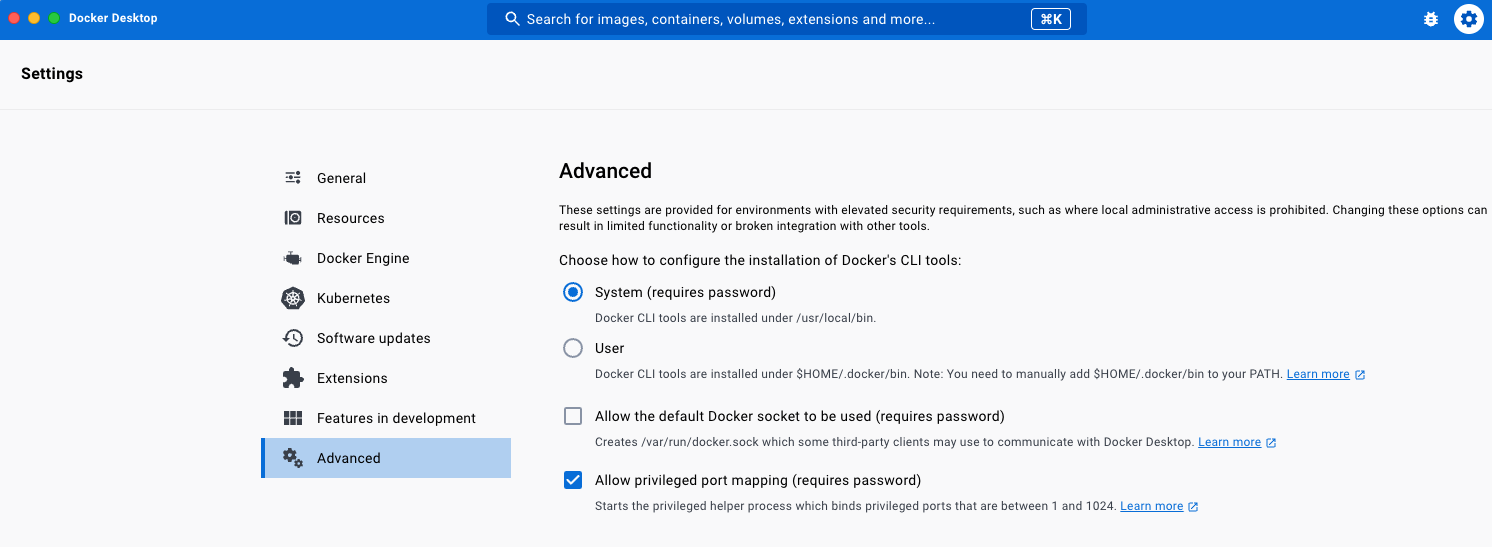 Docker Desktop
Search for images, containers, volumes, extensions and more...
⌘K
Settings
General
Resources
Docker Engine
Kubernetes
Software updates
Extensions
Features in development
Advanced
Advanced
These settings are provided for environments with elevated security requirements, such as where local administrative access is prohibited. Changing these options can
result in limited functionality or broken integration with other tools.
Choose how to configure the installation of Docker's CLI tools:
System (requires password)
Docker CLI tools are installed under /usr/local/bin.
User
Docker CLI tools are installed under $HOME/.docker/bin. Note: You need to manually add $HOME/.docker/bin to your PATH. Learn more
Allow the default Docker socket to be used (requires password)
Creates /var/run/docker.sock which some third-party clients may use to communicate with Docker Desktop. Learn more
Allow privileged port mapping (requires password)
Starts the privileged helper process which binds privileged ports that are between 1 and 1024. Learn more